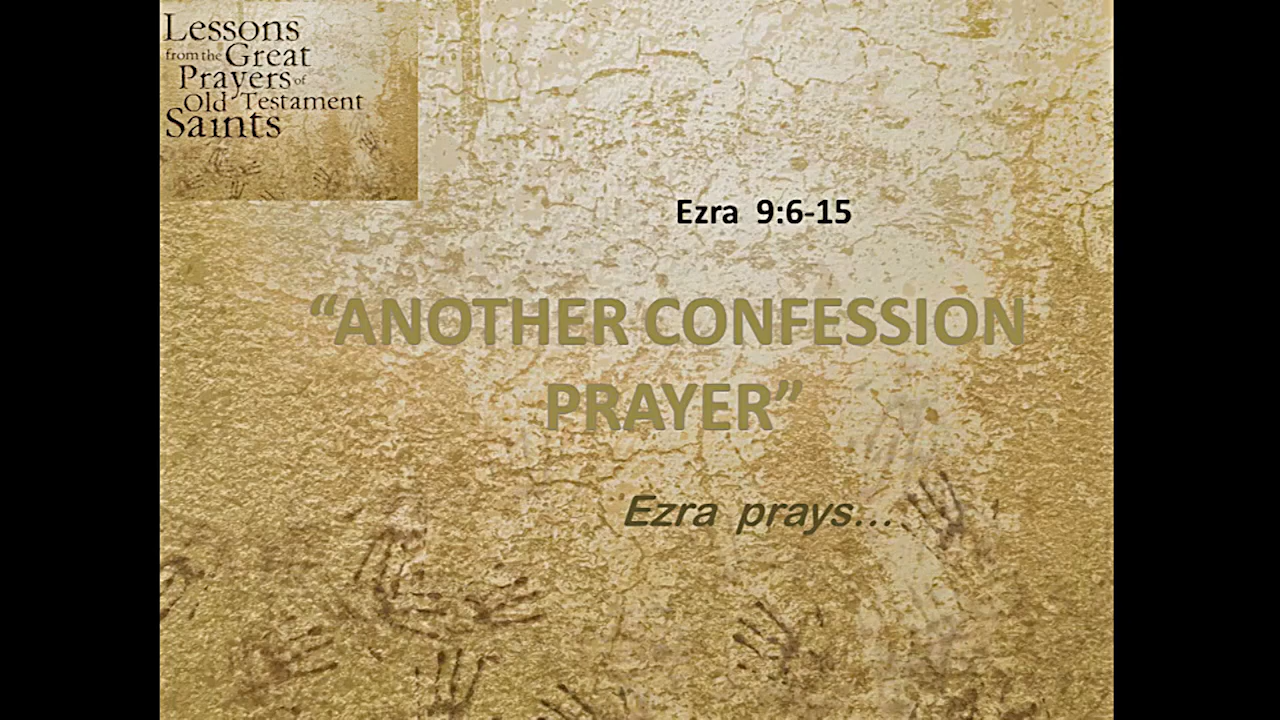 Lessons
from the Great
Prayers of
Old Testament
Saints
Ezra 9:6-15
“ANOTHER CONFESSION
PRAYER”
Ezra prays...